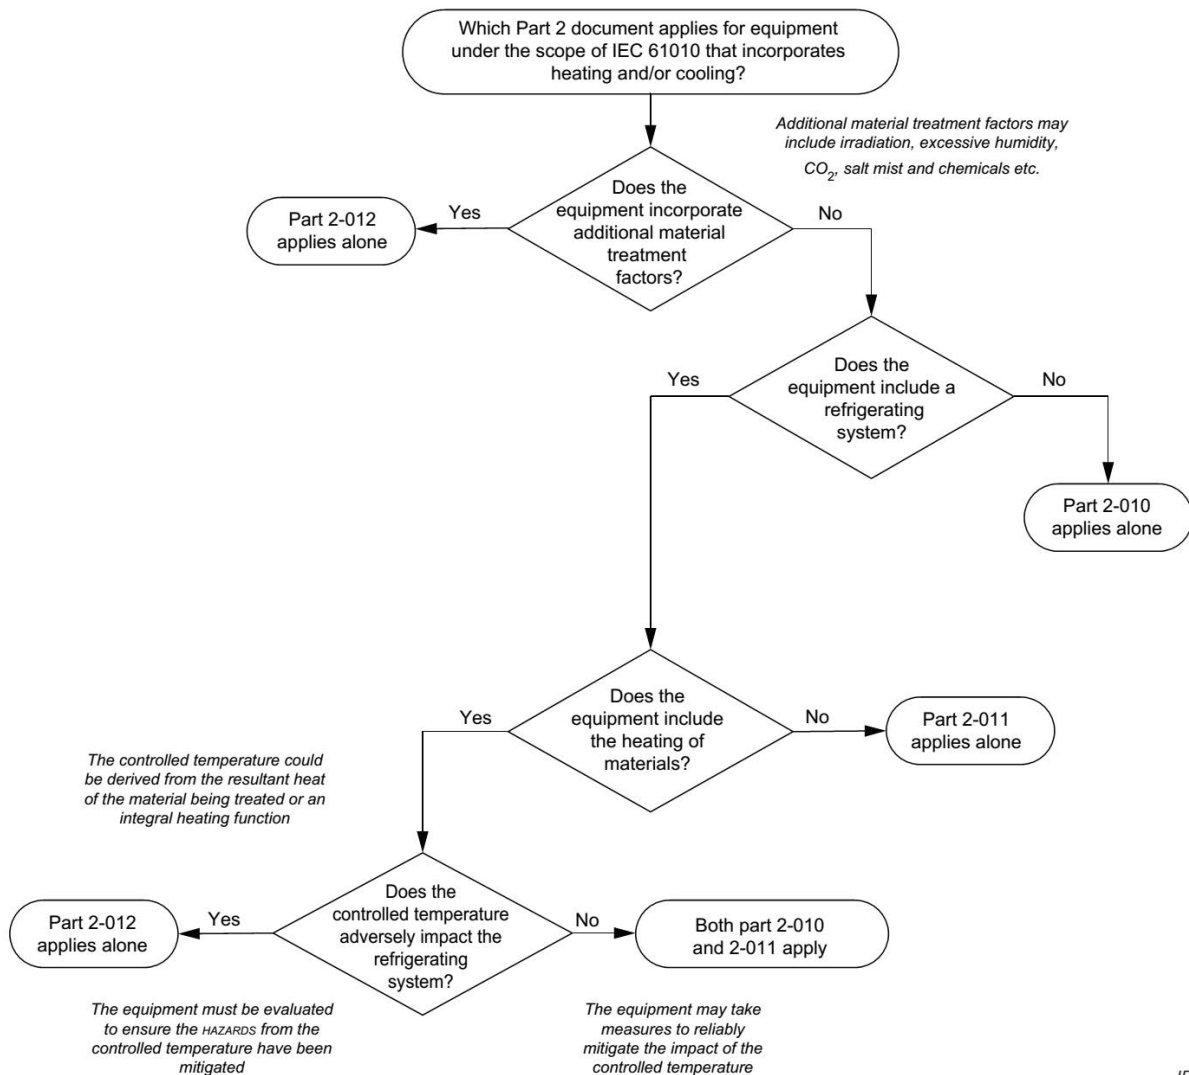 Which Part 2 document applies for equipment
under the scope of IEC 61010 that incorporates
heating and/or cooling?
Additional material treatment factors may
include irradiation, excessive humidity,
CO2, salt mist and chemicals etc.
Does the
equipment incorporate
additional material
treatment
factors?
Yes
No
Part 2-012
applies alone
Does the
equipment include a
refrigerating
system?
Yes
No
Part 2-010
applies alone
Does the
equipment include
the heating of
materials?
Yes
No
Part 2-011
applies alone
The controlled temperature could
be derived from the resultant heat
of the material being treated or an
integral heating function
Does the
controlled temperature
adversely impact the
refrigerating
system?
Yes
No
Part 2-012
applies alone
Both part 2-010
and 2-011 apply
The equipment must be evaluated
to ensure the HAZARDS from the
controlled temperature have been
mitigated
The equipment may take
measures to reliably
mitigate the impact of the
controlled temperature